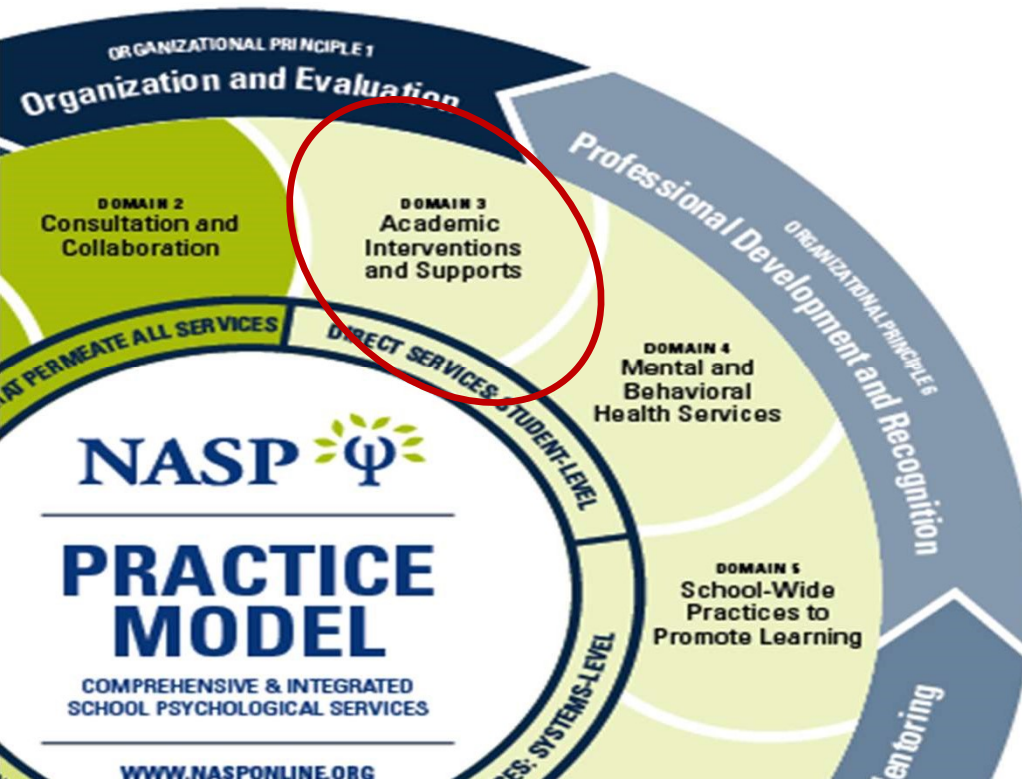 ORGANIZATIONAL PRINCIPLE 1
Organization and Evaluation
Professional Development and Recognition
ORGANIZATIONAL PRINCIPLE 6
DOMAIN 2
Consultation and
Collaboration
DOMAIN 3
Academic
Interventions
and Supports
DOMAIN 4
Mental and
Behavioral
Health Services
DOMAIN 5
School-Wide
Practices to
Promote Learning
PERMEATE ALL SERVICES
DIRECT SERVICES: STUDENT-LEVEL
SYSTEMS-LEVEL
NASP
PRACTICE
MODEL
COMPREHENSIVE & INTEGRATED
SCHOOL PSYCHOLOGICAL SERVICES
WWW.NASPONLINE.ORG